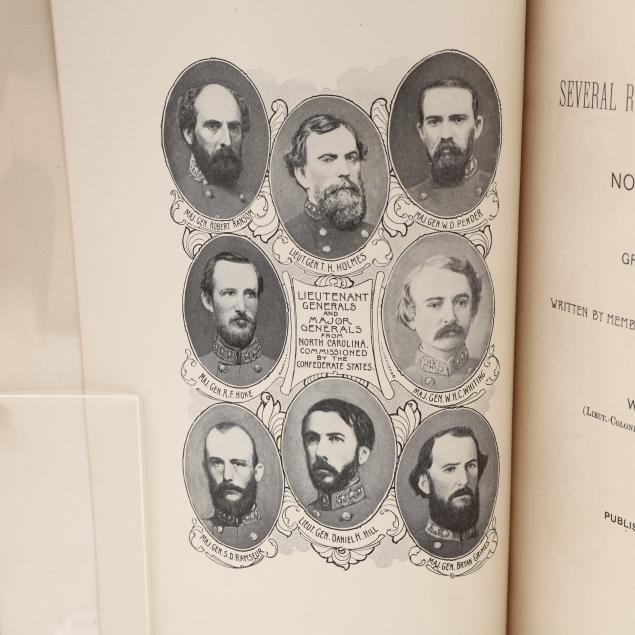 MAJ. GEN. ROBERT RANSOM
LIEUT. GEN. T. H. HOLMES
MAJ. GEN. W. D. PENDER
MAJ. GEN. R. F. HOKE
LIEUTENANT
GENERALS
AND
MAJOR
GENERALS
FROM
NORTH CAROLINA,
COMMISSIONED
BY THE
CONFEDERATE STATES.
MAJ. GEN. W. H. C. WHITING
MAJ. GEN. S. D. RAMSEUR
LIEUT. GEN. DANIEL H. HILL
MAJ. GEN. BRYAN GRIMES
SEVERAL R
NO
GR
WRITTEN BY MEMB
W
(LIEUT.-COLONE
PUBLIS